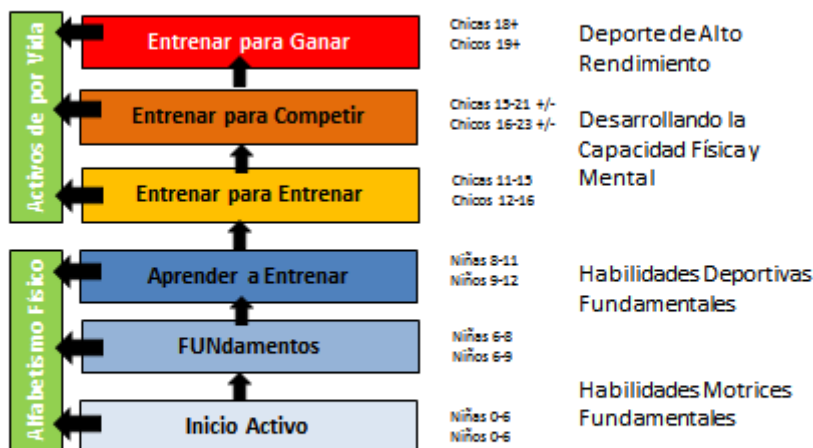 Activos de por Vida
Entrenar para Ganar
Chicas 18+
Chicos 19+
Deporte de Alto
Rendimiento
Entrenar para Competir
Chicas 15-21 +/-
Chicos 16-23 +/-
Desarrollando la
Capacidad Física y
Mental
Entrenar para Entrenar
Chicas 11-15
Chicos 12-16
Alfabetismo Físico
Aprender a Entrenar
Niñas 8-11
Niños 9-12
Habilidades Deportivas
Fundamentales
FUNdamentos
Niñas 6-8
Niños 6-9
Habilidades Motrices
Fundamentales
Inicio Activo
Niñas 0-6
Niños 0-6